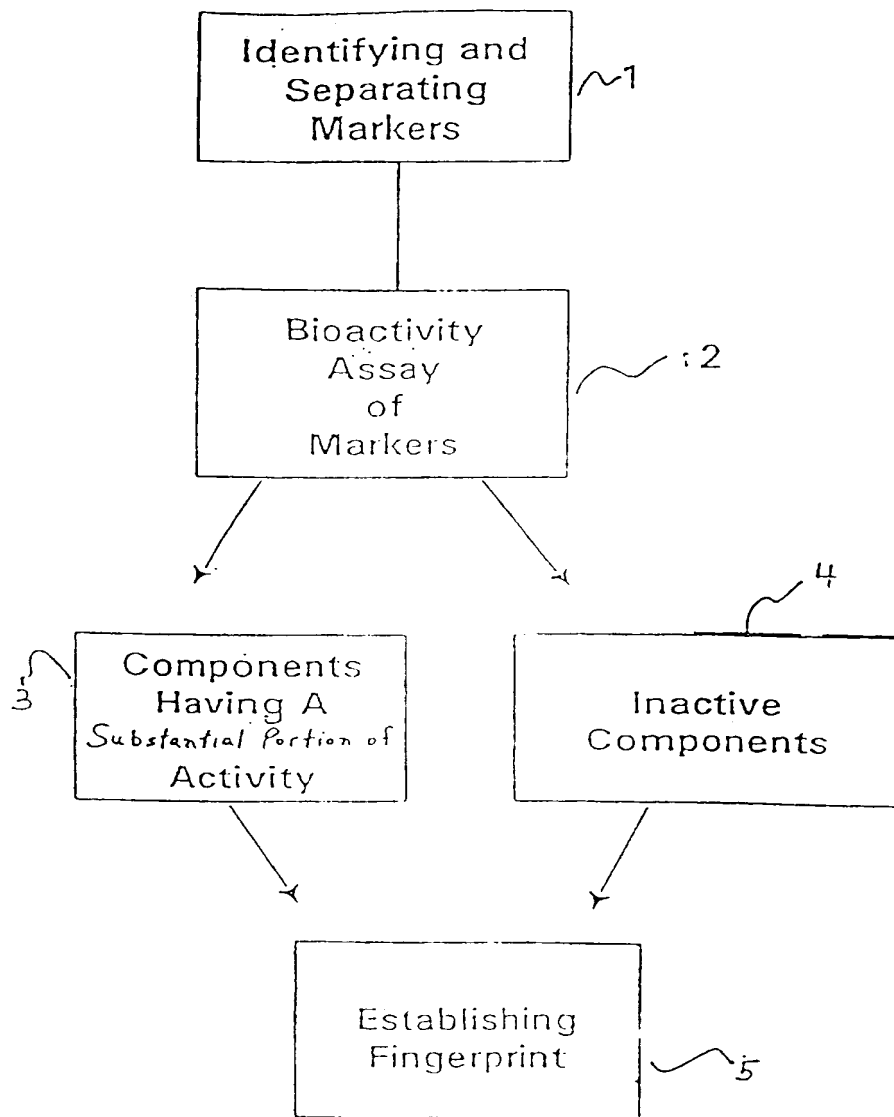 Identifying and
Separating
Markers
1
Bioactivity
Assay
of
Markers
2
4
3
Components
Having A
Substantial Portion of
Activity
Inactive
Components
Establishing
Fingerprint
5